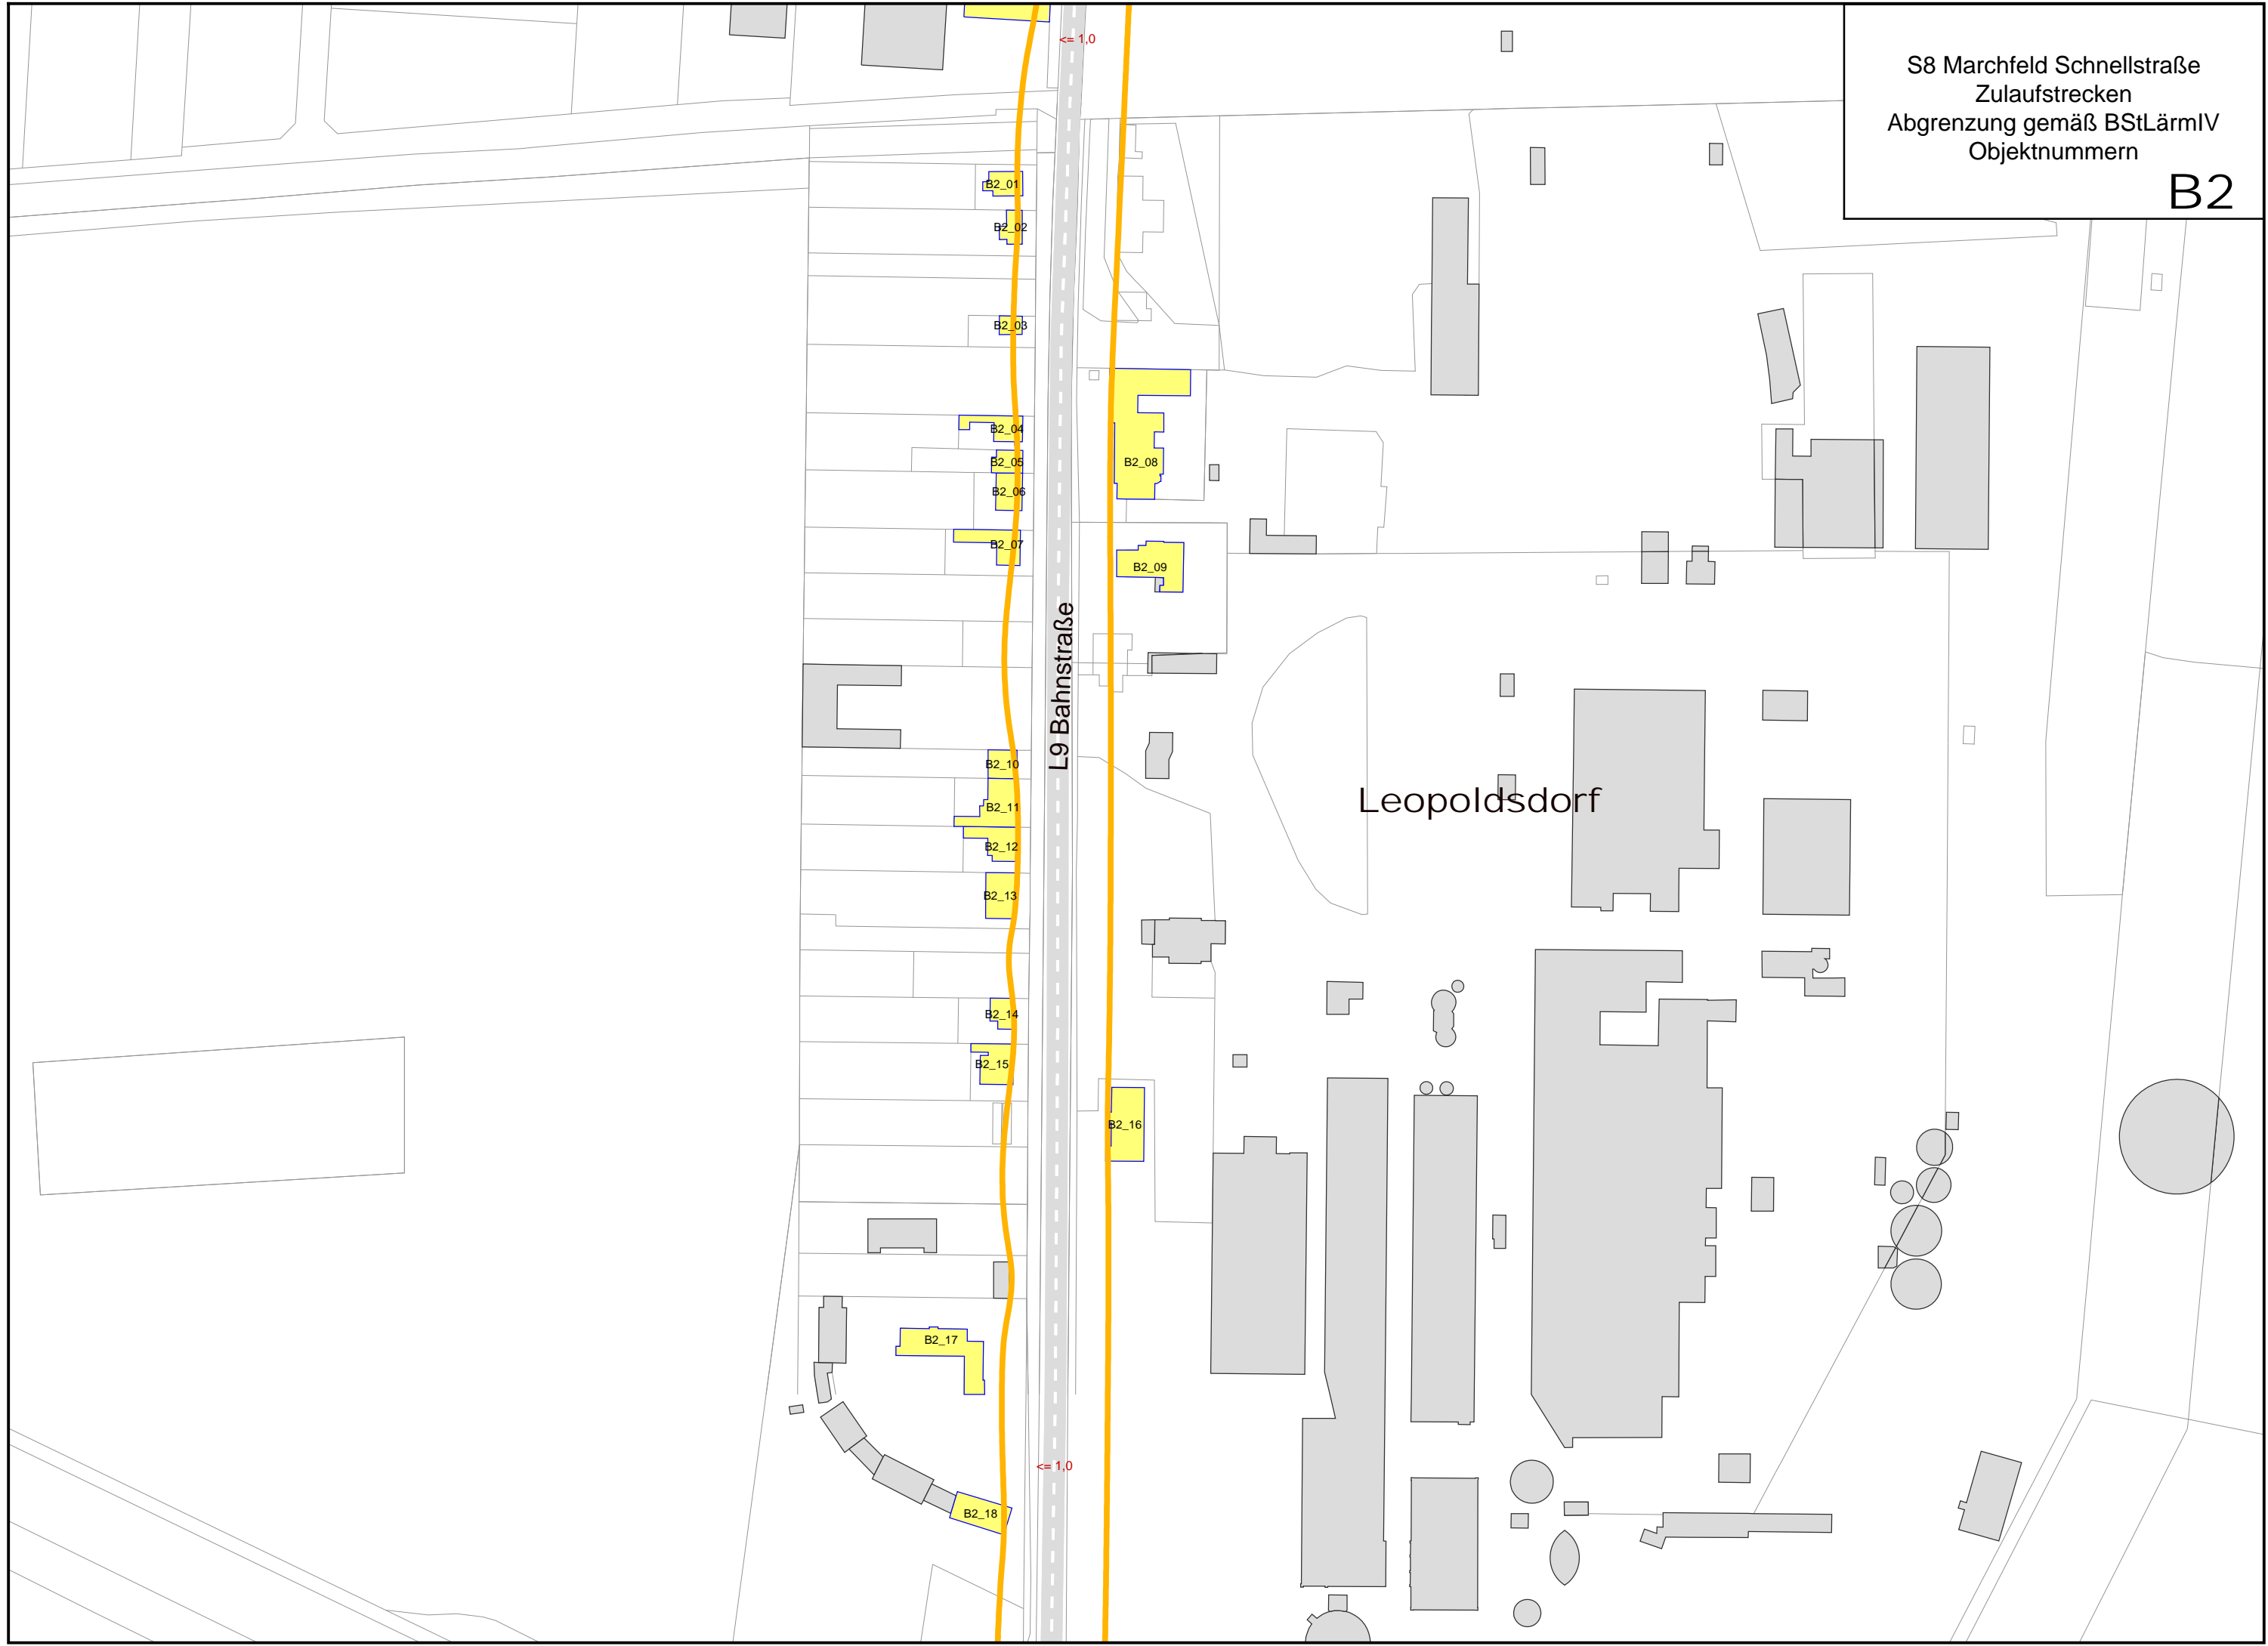 S8 Marchfeld Schnellstraße
Zulaufstrecken
Abgrenzung gemäß BStLärmIV
Objektnummern
B2
<= 1,0
B2_01
B2_02
B2_03
B2_04
B2_05
B2_06
B2_07
B2_08
B2_09
L9 Bahnstraße
B2_10
B2_11
B2_12
B2_13
Leopoldsdorf
B2_14
B2_15
B2_16
B2_17
<= 1,0
B2_18